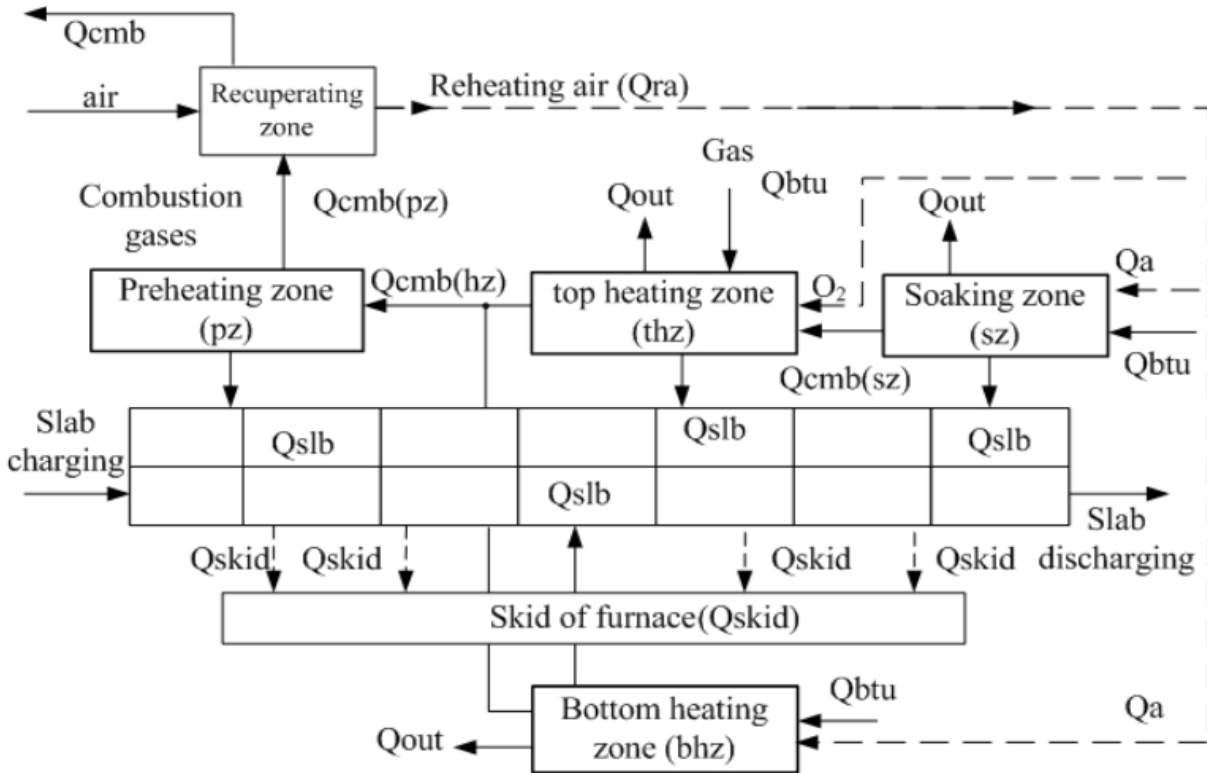 Qcmb
air
Recuperating
zone
Reheating air (Qra)
Gas
Qbtu
Combustion
gases
Qcmb(pz)
Qout
Qout
Qa
Preheating zone
(pz)
Qcmb(hz)
top heating zone
(thz)
O2
Soaking zone
(sz)
Qbtu
Qcmb(sz)
Slab
charging
Qslb
Qslb
Qslb
Qslb
Slab
discharging
Qskid
Qskid
Qskid
Qskid
Skid of furnace(Qskid)
Bottom heating
zone (bhz)
Qbtu
Qa
Qout